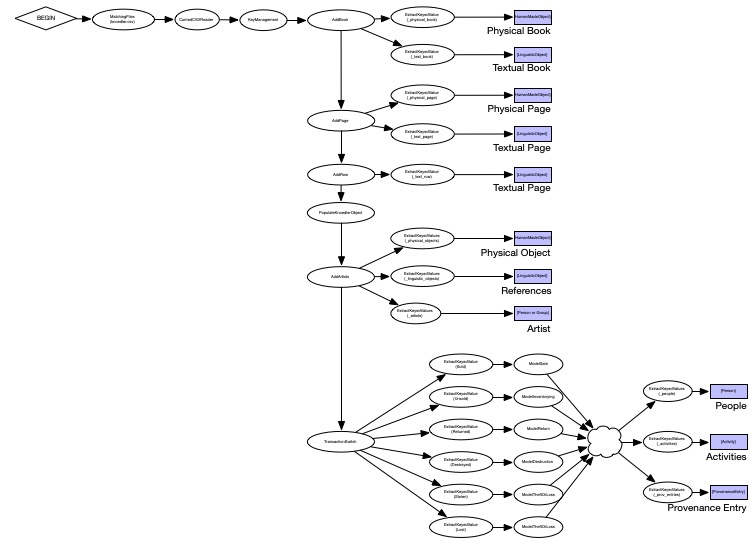 BEGIN
MatchingFiles
(knoedler.csv)
CurriedCSVReader
KeyManagement
AddBook
ExtractKeyedValue
(_physical_book)
[HumanMadeObject]
Physical Book
ExtractKeyedValue
(_text_book)
[LinguisticObject]
Textual Book
AddPage
ExtractKeyedValue
(_physical_page)
[HumanMadeObject]
Physical Page
ExtractKeyedValue
(_text_page)
[LinguisticObject]
Textual Page
AddRow
ExtractKeyedValue
(_text_row)
[LinguisticObject]
Textual Page
PopulateKnoedlerObject
AddArtists
ExtractKeyedValues
(_physical_objects)
[HumanMadeObject]
Physical Object
ExtractKeyedValues
(_linguistic_objects)
[LinguisticObject]
References
ExtractKeyedValues
(_artists)
[Person or Group]
Artist
TransactionSwitch
ExtractKeyedValue
(Sold)
ModelSale
ExtractKeyedValue
(Unsold)
ModelInventorying
ExtractKeyedValue
(Returned)
ModelReturn
ExtractKeyedValue
(Destroyed)
ModelDestruction
ExtractKeyedValue
(Stolen)
ModelTheftOrLoss
ExtractKeyedValue
(Lost)
ModelTheftOrLoss
ExtractKeyedValues
(_people)
[Person]
People
ExtractKeyedValues
(_activities)
[Activity]
Activities
ExtractKeyedValues
(_prov_entries)
[ProvenanceEntry]
Provenance Entry